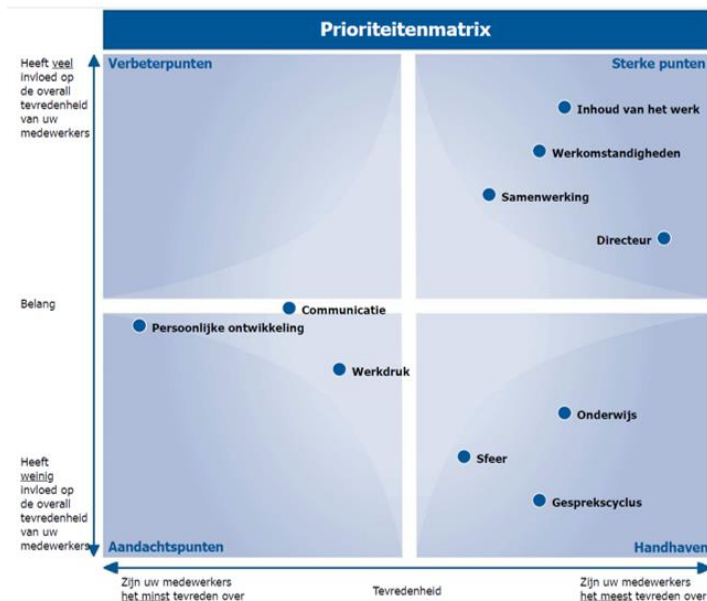 Prioriteitenmatrix
Heeft veel
invloed op
de overall
tevredenheid
van uw
medewerkers
Verbeterpunten
Sterke punten
Inhoud van het werk
Werkomstandigheden
Samenwerking
Directeur
Belang
Communicatie
Persoonlijke ontwikkeling
Werkdruk
Onderwijs
Sfeer
Gesprekscyclus
Heeft
weinig
invloed op
de overall
tevredenheid
van uw
medewerkers
Aandachtspunten
Handhaven
Zijn uw medewerkers
het minst tevreden over
Tevredenheid
Zijn uw medewerkers
het meest tevreden over